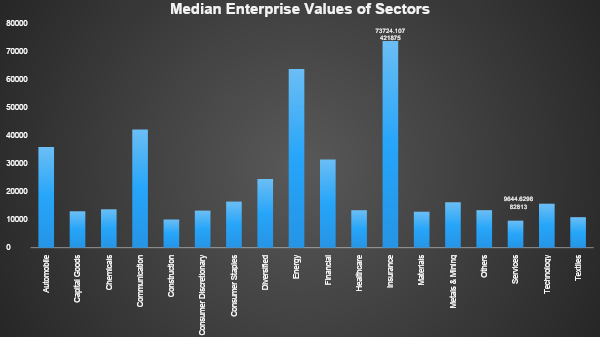 Median Enterprise Values of Sectors
80000
70000
60000
50000
40000
30000
20000
10000
0
73724.107
421875
9644.6298
82813
Automobile
Capital Goods
Chemicals
Communication
Construction
Consumer Discretionary
Consumer Staples
Diversified
Energy
Financial
Healthcare
Insurance
Materials
Metals & Mining
Others
Services
Technology
Textiles